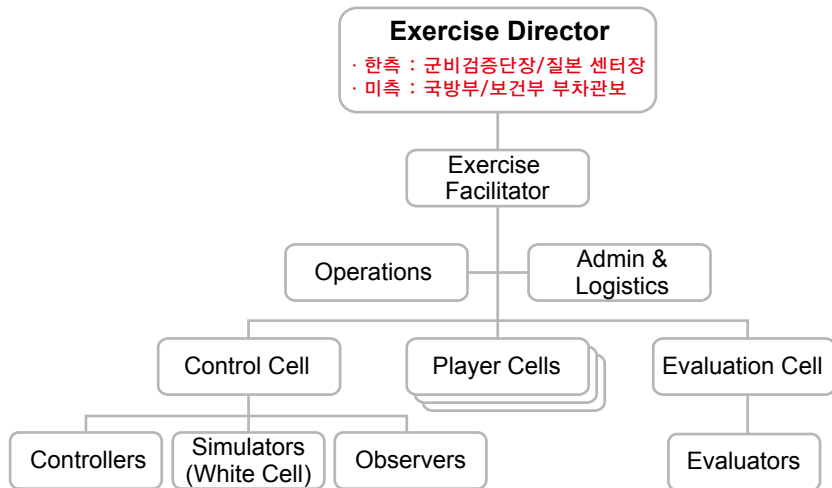 Exercise Director
· 한측 : 군비검증단장/질본 센터장
· 미측 : 국방부/보건부 부차관보
Exercise
Facilitator
Operations
Admin &
Logistics
Control Cell
Player Cells
Evaluation Cell
Controllers
Simulators
(White Cell)
Observers
Evaluators